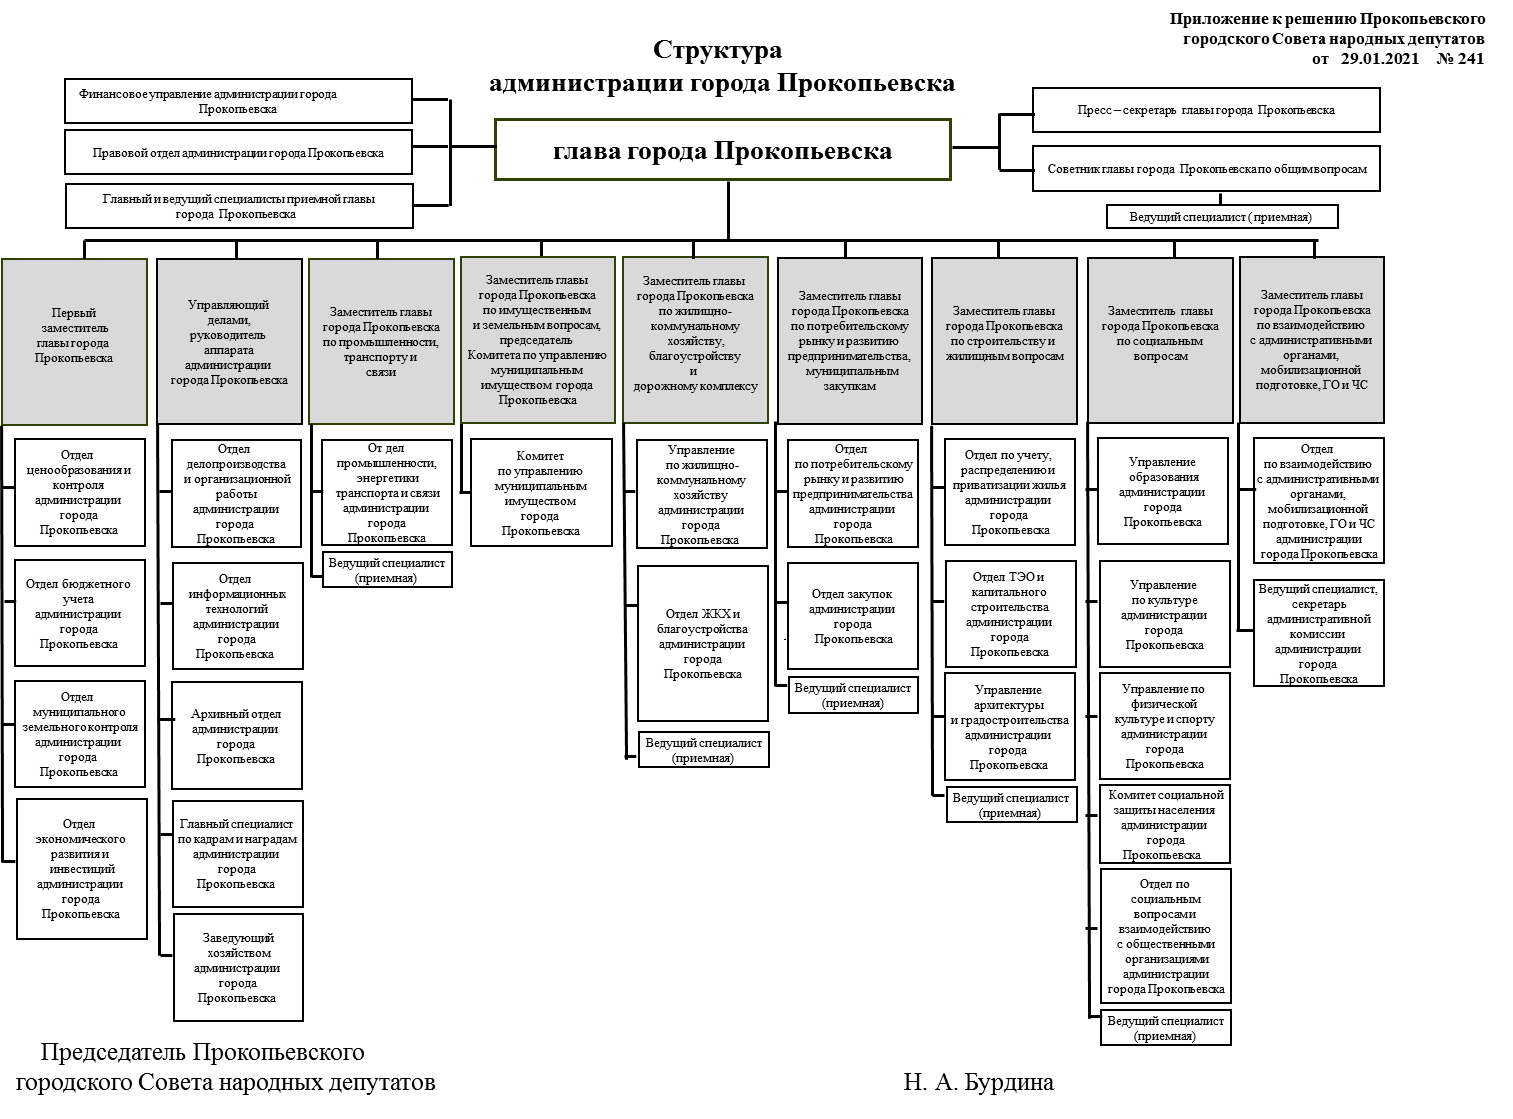 Приложение к решению Прокопьевского
городского Совета народных депутатов
от 29.01.2021 № 241
Структура
администрации города Прокопьевска
Финансовое управление администрации города
Прокопьевска
Правовой отдел администрации города Прокопьевска
Главный и ведущий специалисты приемной главы
города Прокопьевска
глава города Прокопьевска
Пресс – секретарь главы города Прокопьевска
Советник главы города Прокопьевска по общим вопросам
Ведущий специалист ( приемная)
Первый
заместитель
главы города
Прокопьевска
Управляющий
делами,
руководитель
аппарата
администрации
города Прокопьевска
Заместитель главы
города Прокопьевска
по промышленности,
транспорту и
связи
Заместитель главы
города Прокопьевска
по имущественным
и земельным вопросам,
председатель
Комитета по управлению
муниципальным
имуществом города
Прокопьевска
Заместитель главы
города Прокопьевска
по жилищно-
коммунальному
хозяйству,
благоустройству
и
дорожному комплексу
Заместитель главы
города Прокопьевска
по потребительскому
рынку и развитию
предпринимательства,
муниципальным
закупкам
Заместитель главы
города Прокопьевска
по строительству и
жилищным вопросам
Заместитель главы
города Прокопьевска
по социальным
вопросам
Заместитель главы
города Прокопьевска
по взаимодействию
с административными
органами,
мобилизационной
подготовке, ГО и ЧС
Отдел
ценообразования и
контроля
администрации
города
Прокопьевска
Отдел бюджетного
учета
администрации
города
Прокопьевска
Отдел
муниципального
земельного контроля
администрации
города
Прокопьевска
Отдел
экономического
развития и
инвестиций
администрации
города
Прокопьевска
Отдел
делопроизводства
и организационной
работы
администрации
города
Прокопьевска
Отдел
информационных
технологий
администрации
города
Прокопьевска
Архивный отдел
администрации
города
Прокопьевска
Главный специалист
по кадрам и наградам
администрации
города
Прокопьевска
Заведующий
хозяйством
администрации
города
Прокопьевска
От дел
промышленности,
энергетики
транспорта и связи
администрации
города
Прокопьевска
Ведущий специалист
(приемная)
Комитет
по управлению
муниципальным
имуществом
города
Прокопьевска
Управление
по жилищно-
коммунальному
хозяйству
администрации
города
Прокопьевска
Отдел ЖКХ и
благоустройства
администрации
города
Прокопьевска
Ведущий специалист
(приемная)
Отдел
по потребительскому
рынку и развитию
предпринимательства
администрации
города
Прокопьевска
Отдел закупок
администрации
города
Прокопьевска
Ведущий специалист
(приемная)
Отдел по учету,
распределению и
приватизации жилья
администрации
города
Прокопьевска
Отдел ТЭО и
капитального
строительства
администрации
города
Прокопьевска
Управление
архитектуры
и градостроительства
администрации
города
Прокопьевска
Ведущий специалист
(приемная)
Управление
образования
администрации
города
Прокопьевска
Управление
по культуре
администрации
города
Прокопьевска
Управление по
физической
культуре и спорту
администрации
города
Прокопьевска
Комитет социальной
защиты населения
администрации
города
Прокопьевска
Отдел по
социальным
вопросами
взаимодействию
с общественными
организациями
администрации
города Прокопьевска
Ведущий специалист
(приемная)
Отдел
по взаимодействию
с административными
органами,
мобилизационной
подготовке, ГО и ЧС
администрации
города Прокопьевска
Ведущий специалист,
секретарь
административной
комиссии
администрации
города
Прокопьевска
Председатель Прокопьевского
городского Совета народных депутатов
Н. А. Бурдина